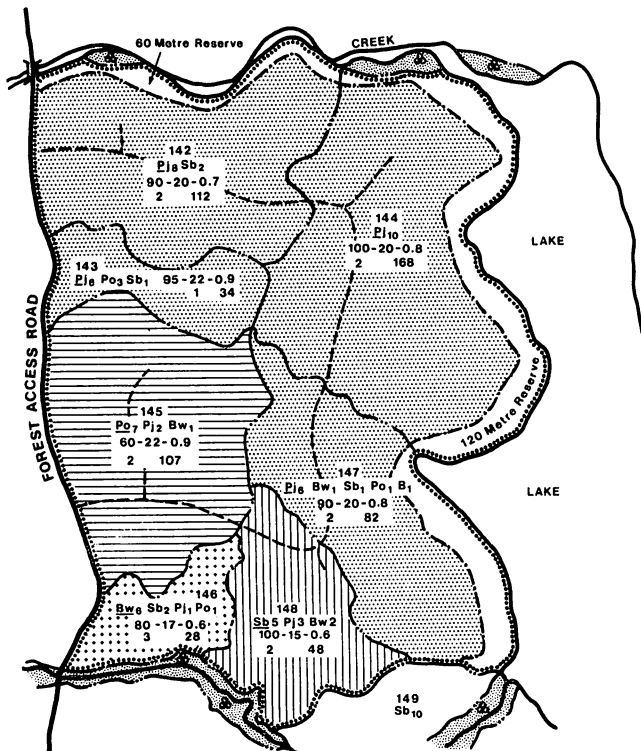 60 Metre Reserve
CREEK
142
Pj8 Sb2
90-20-0.7
2 112
144
Pj10
100-20-0.8
2 168
LAKE
143
Pj6 Po3 Sb1 95-22-0.9
1 34
FOREST ACCESS ROAD
145
Po7 Pj2 Bw1
60-22-0.9
2 107
120 Metre Reserve
147
Pj6 Bw1 Sb1 Po1 B1
90-20-0.8
2 82
LAKE
146
Bw6 Sb2 Pj1 Po1
80-17-0.6
3 28
148
Sb5 Pj3 Bw2
100-15-0.6
2 48
149
Sb10